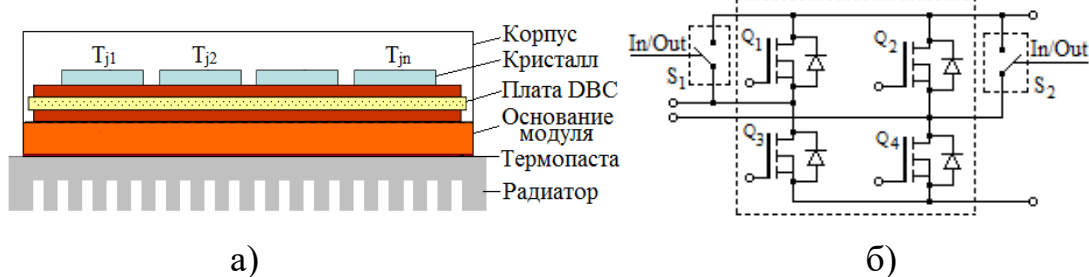 Tj1 Tj2 Tjn
Корпус
Кристалл
Плата DBC
Основание
модуля
Термопаста
Радиатор
а)
In/Out
S1
Q1
Q2
In/Out
S2
Q3
Q4
б)